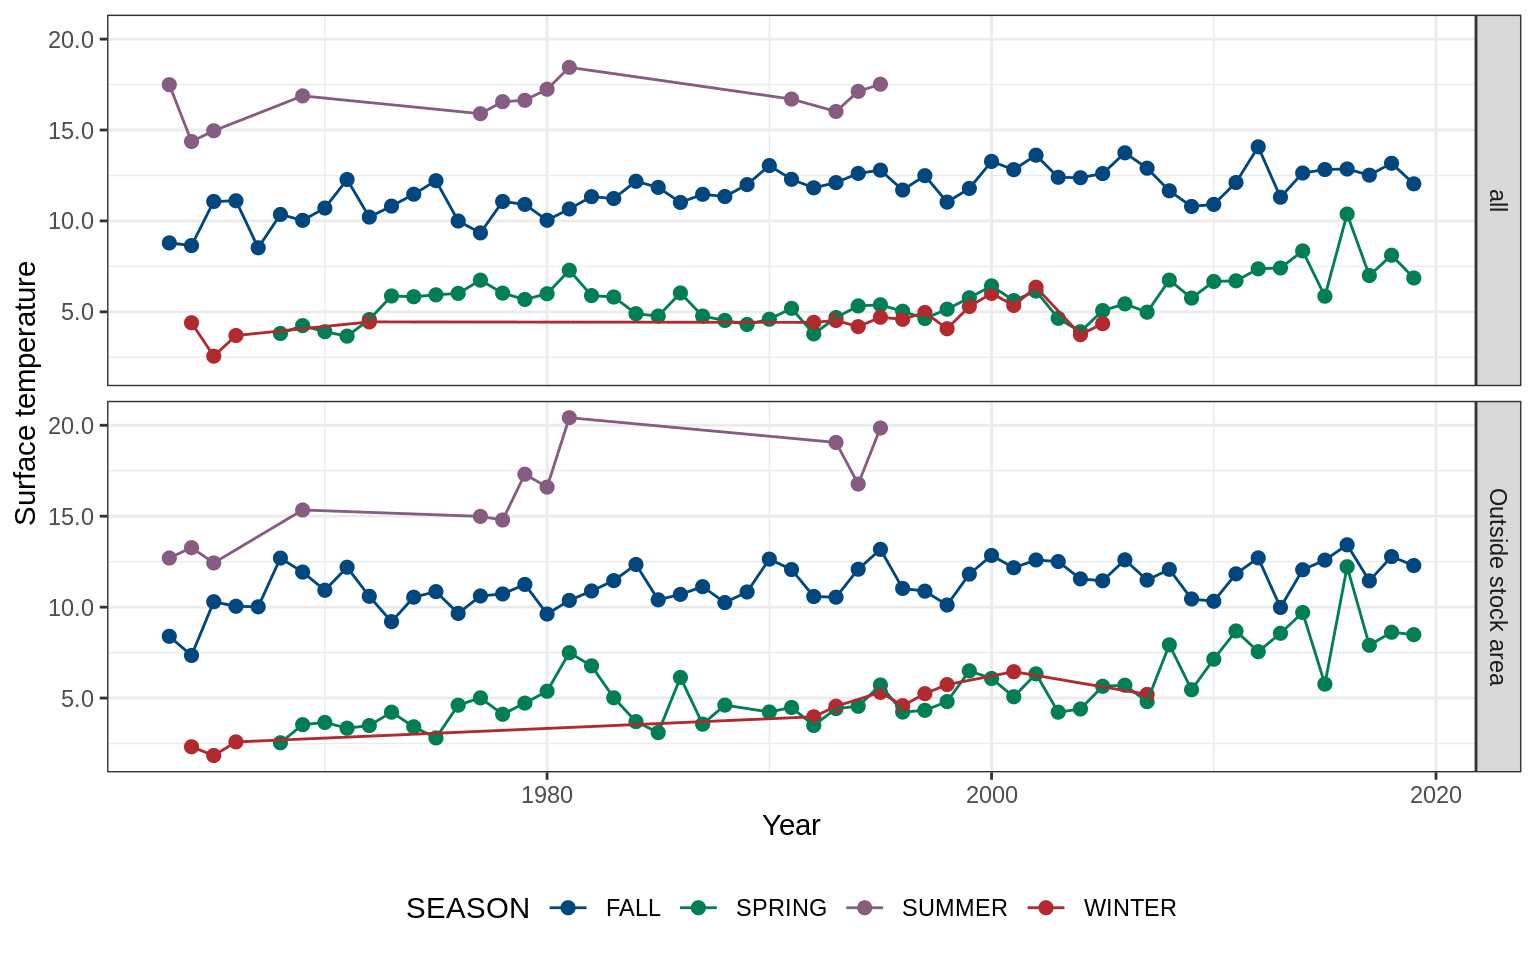 Surface temperature
20.0
15.0
10.0
5.0
all
20.0
15.0
10.0
5.0
Outside stock area
1980 2000 2020
Year
SEASON FALL SPRING SUMMER WINTER